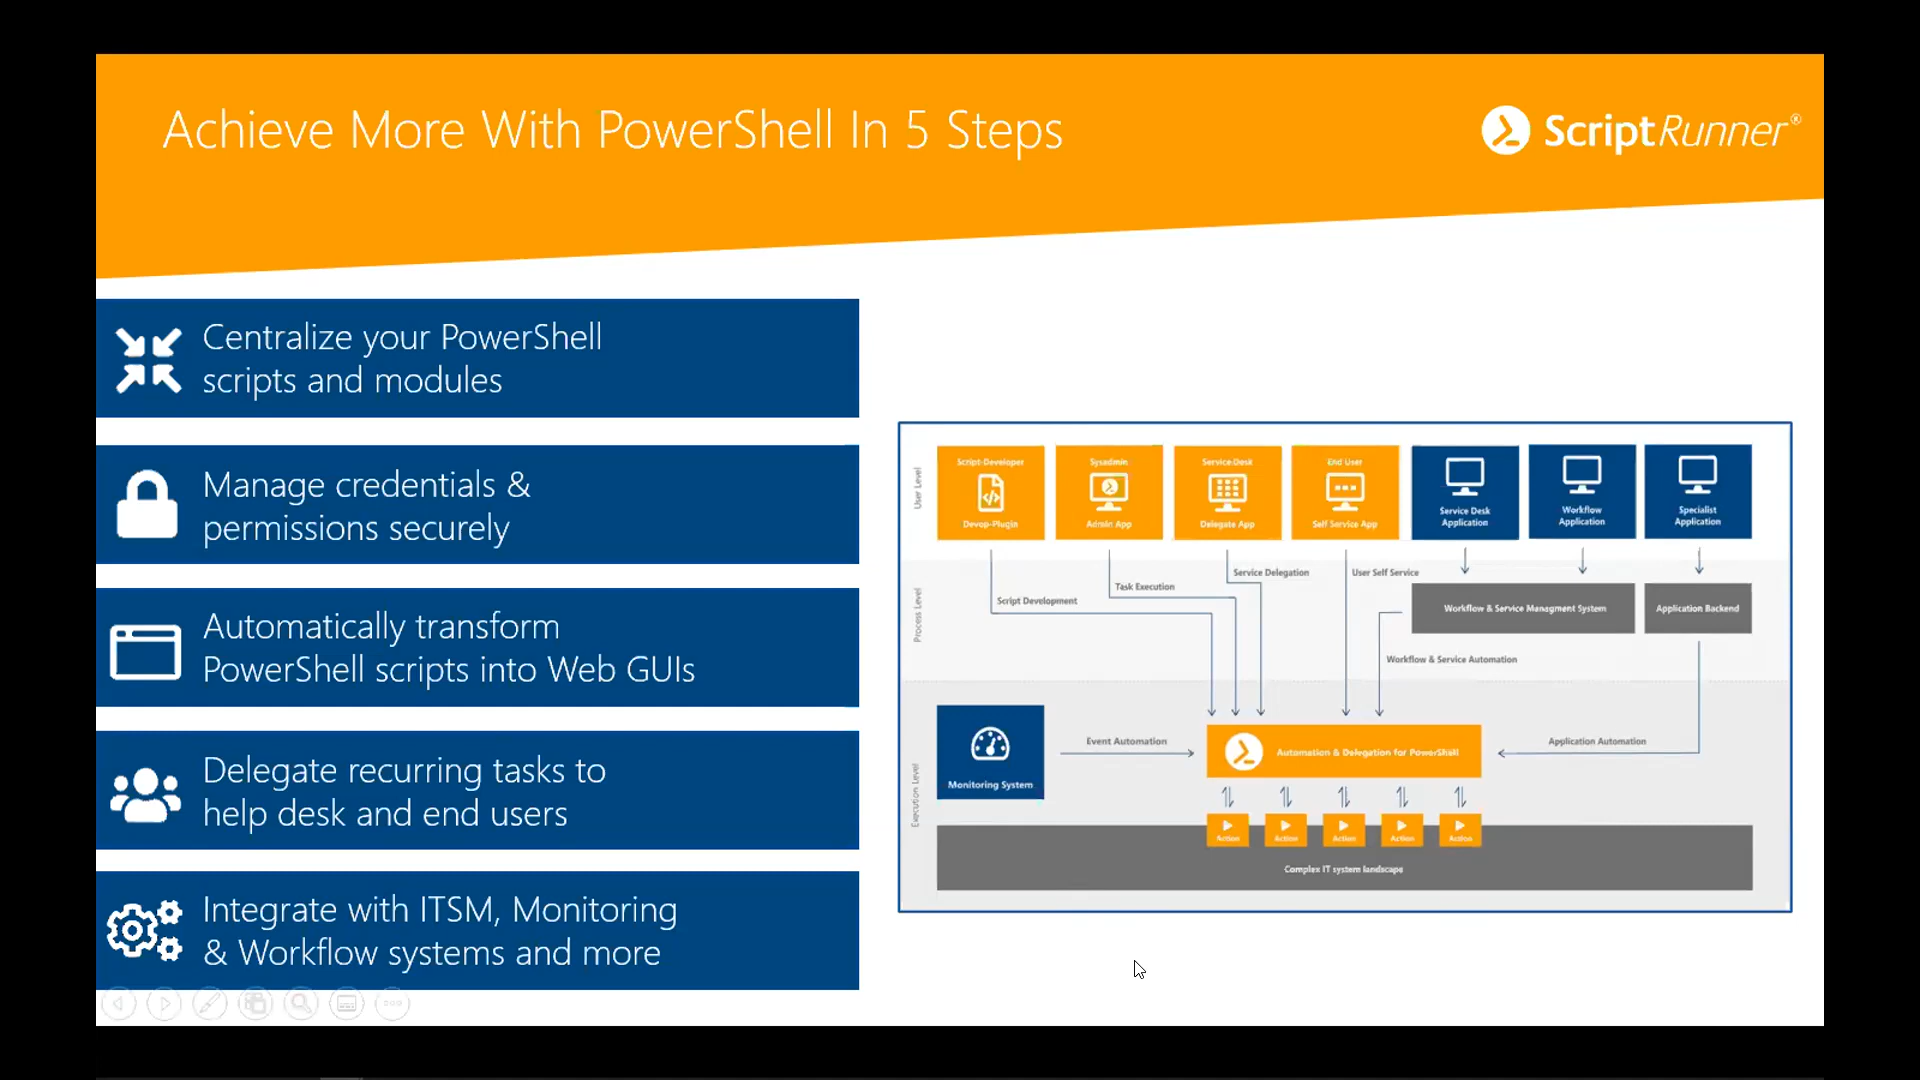 Achieve More With PowerShell In 5 Steps
ScriptRunner®
Centralize your PowerShell
scripts and modules
Manage credentials &
permissions securely
Automatically transform
PowerShell scripts into Web GUIs
Delegate recurring tasks to
help desk and end users
Integrate with ITSM, Monitoring
& Workflow systems and more
User Level
Script-Developer
Devop-Plugin
Sysadmin
Admin App
Service-Desk
Delegate App
End User
Self Service App
Service Desk
Application
Workflow
Application
Specialist
Application
Process Level
Script Development
Task Execution
Service Delegation
User Self Service
Workflow & Service Managment System
Application Backend
Workflow & Service Automation
Execution Level
Monitoring System
Event Automation
Automation & Delegation for PowerShell
Application Automation
Action
Action
Action
Action
Action
Complex IT system landscape